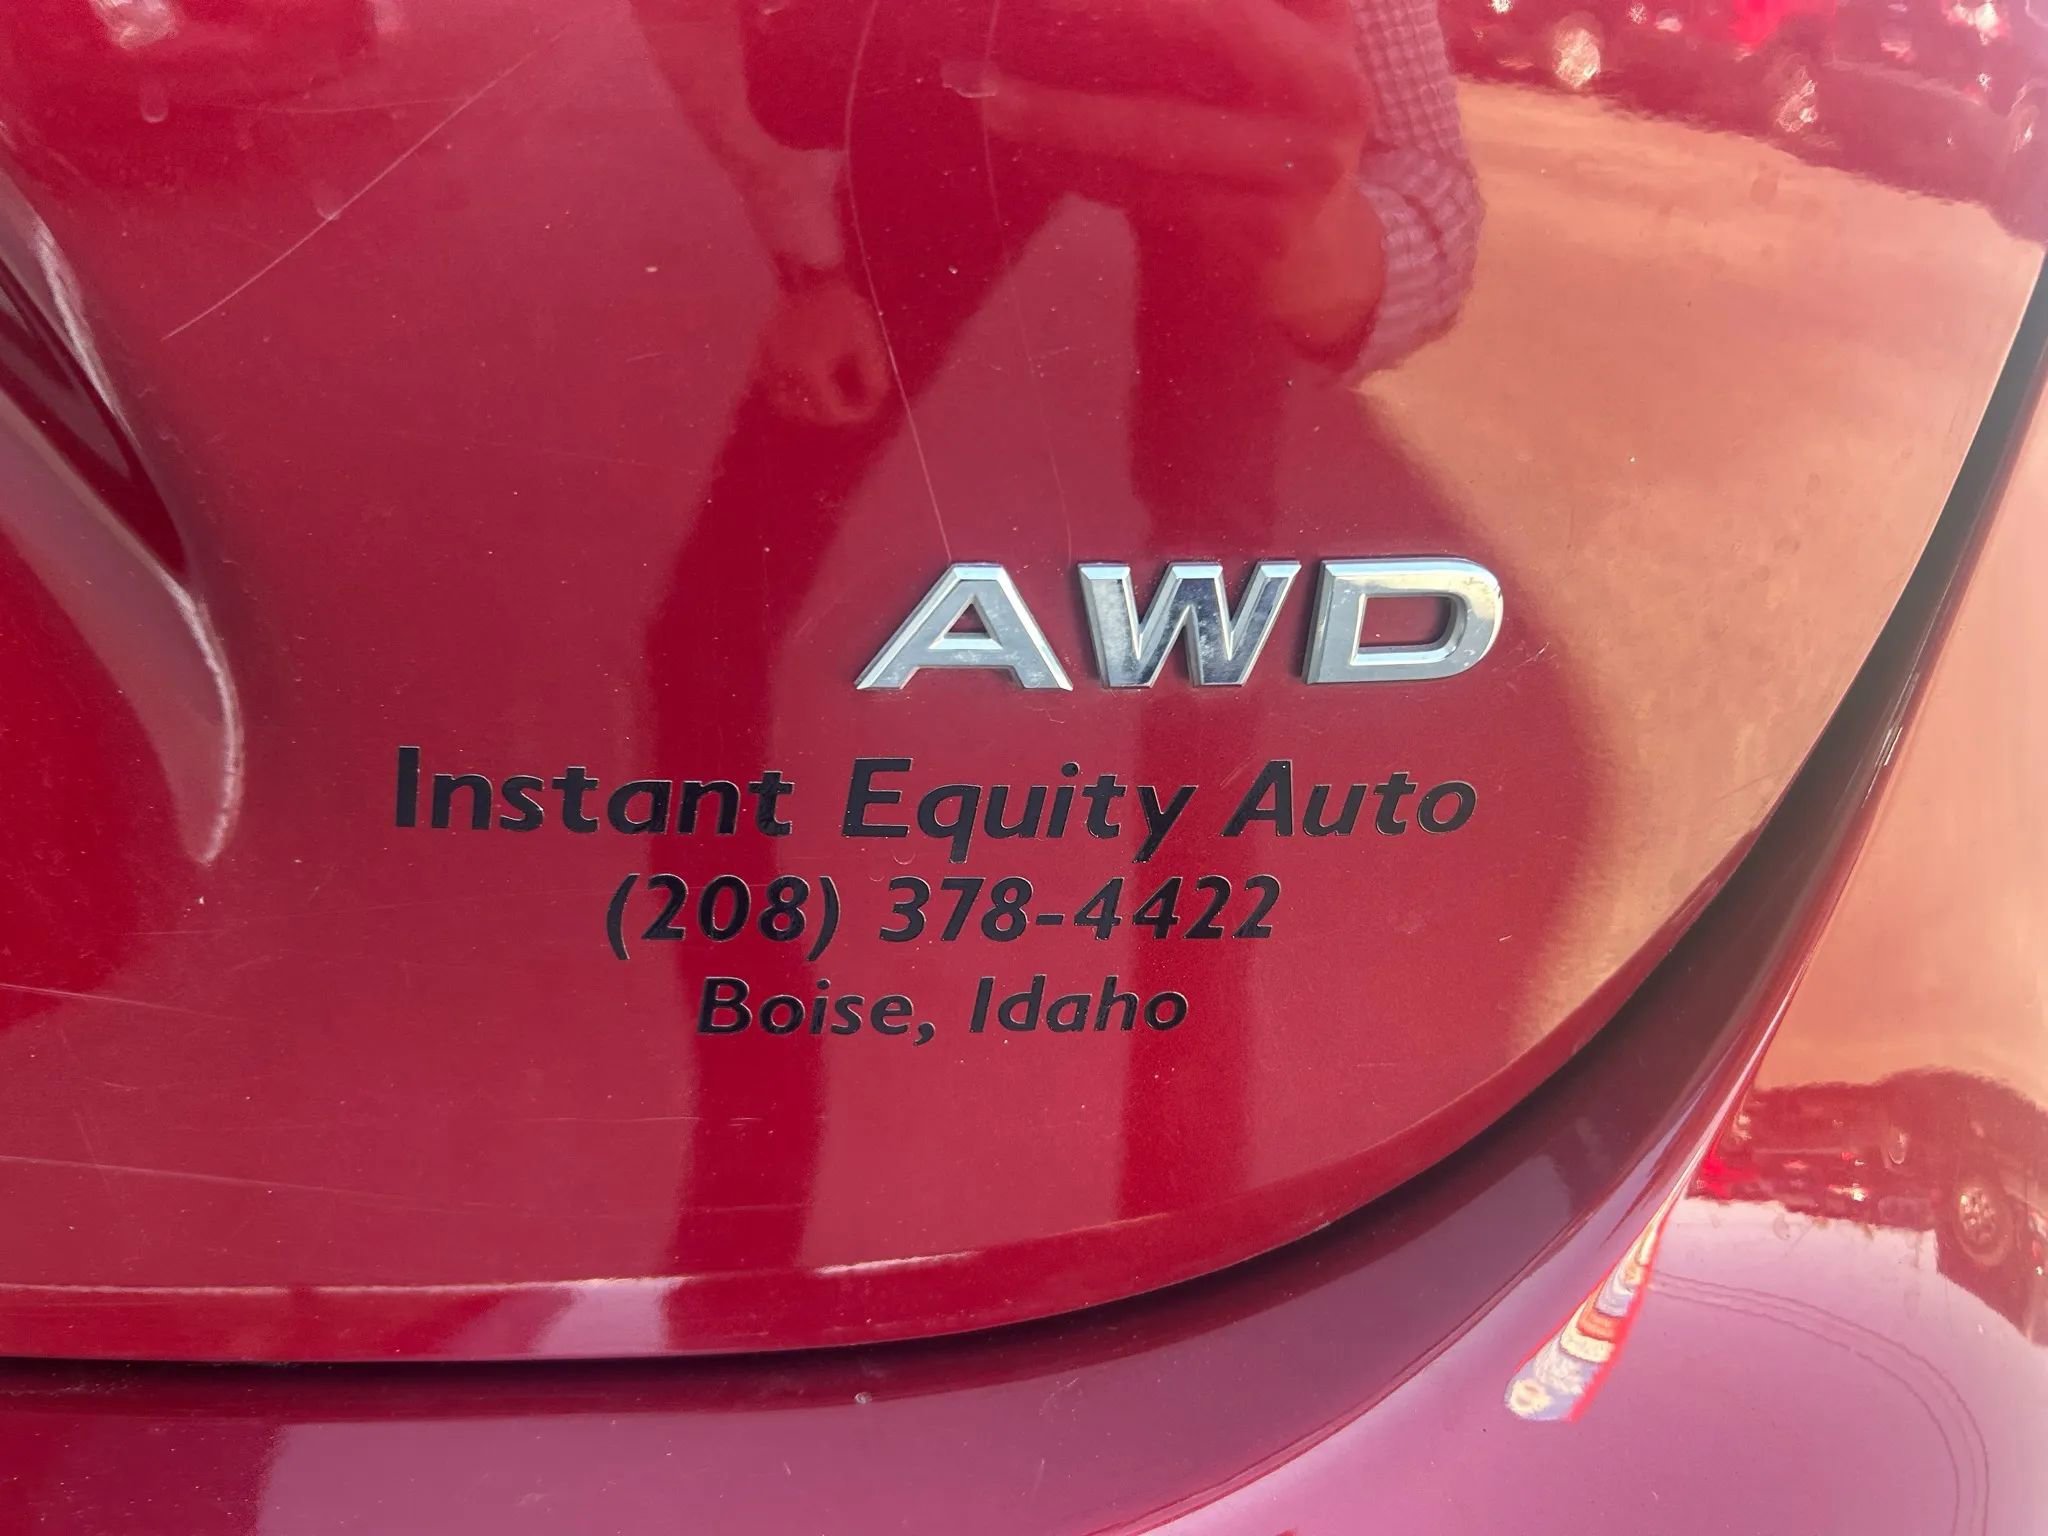 AWD
Instant Equity Auto
(208) 378-4422
Boise, Idaho